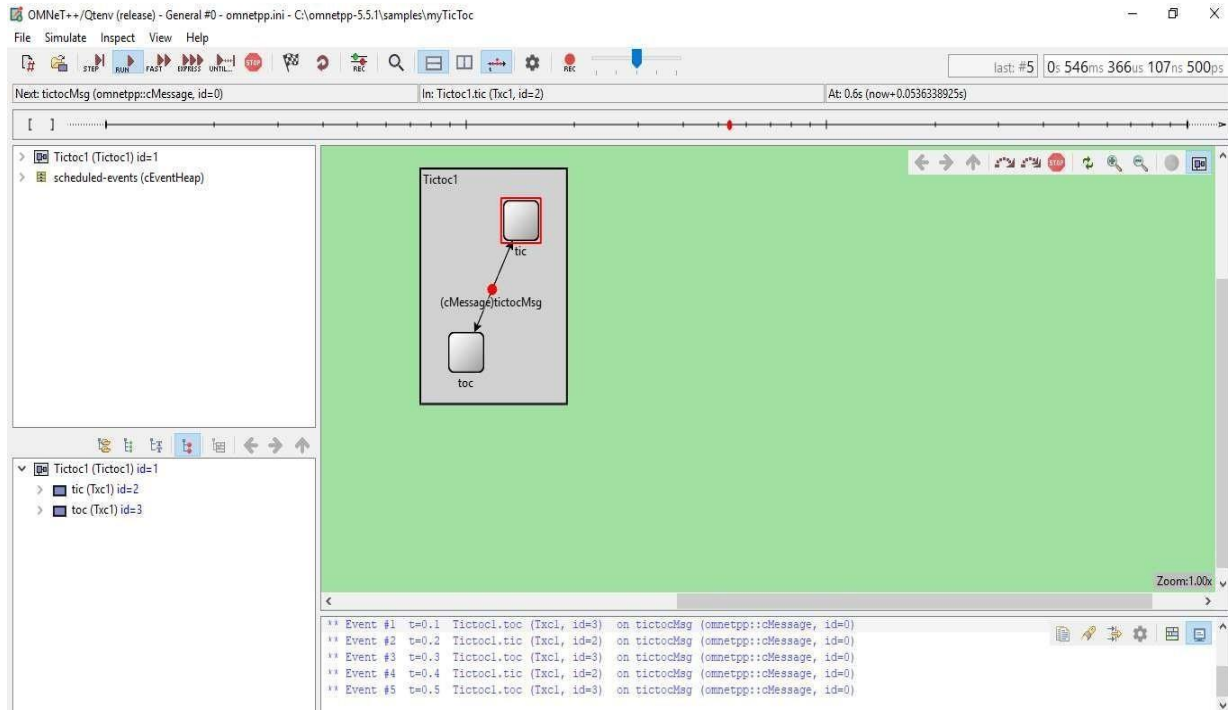 OMNeT++/Qtenv (release) - General #0 - omnetpp.ini - C:\omnetpp-5.5.1\samples\myTicToc
File Simulate Inspect View Help
STEP RUN FAST EXPRESS UNTIL... STOP REC REC
last: #5 0s 546ms 366us 107ns 500ps
Next: tictocMsg (omnetpp::cMessage, id=0) In: Tictoc1.tic (Txc1, id=2) At: 0.6s (now+0.0536338925s)
Tictoc1 (Tictoc1) id=1
scheduled-events (cEventHeap)
STOP
Tictoc1
tic
(cMessage)tictocMsg
toc
Tictoc1 (Tictoc1) id=1
tic (Txc1) id=2
toc (Txc1) id=3
Zoom:1.00x
** Event #1 t=0.1 Tictoc1.toc (Txc1, id=3) on tictocMsg (omnetpp::cMessage, id=0)
** Event #2 t=0.2 Tictoc1.tic (Txc1, id=2) on tictocMsg (omnetpp::cMessage, id=0)
** Event #3 t=0.3 Tictoc1.toc (Txc1, id=3) on tictocMsg (omnetpp::cMessage, id=0)
** Event #4 t=0.4 Tictoc1.tic (Txc1, id=2) on tictocMsg (omnetpp::cMessage, id=0)
** Event #5 t=0.5 Tictoc1.toc (Txc1, id=3) on tictocMsg (omnetpp::cMessage, id=0)